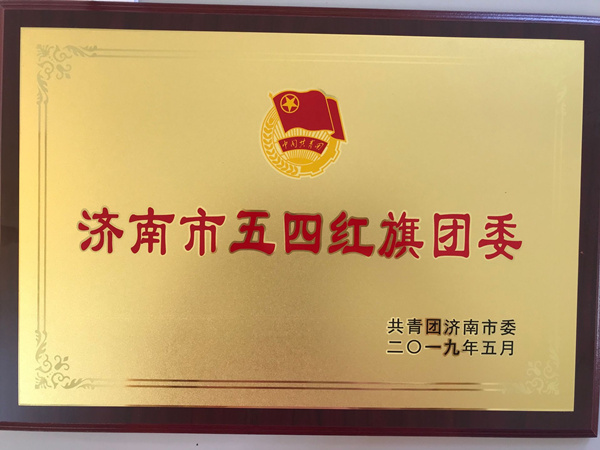 中国共青团
济南市五四红旗团委
共青团济南市委
二〇一九年五月